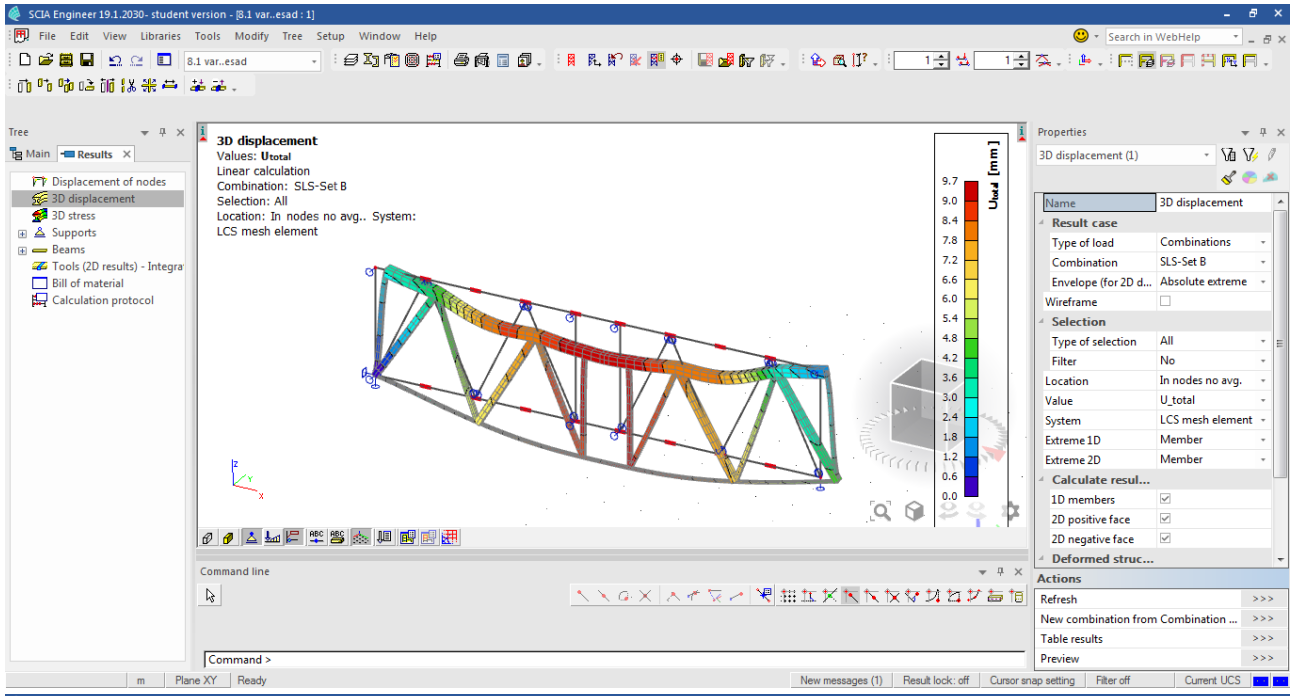 SCIA Engineer 19.1.2030- student version - [8.1 var..esad : 1]
File Edit View Libraries Tools Modify Tree Setup Window Help
Search in WebHelp
8.1 var..esad
1
1
Tree
Main
Results
Displacement of nodes
3D displacement
3D stress
Supports
Beams
Tools (2D results) - Integra
Bill of material
Calculation protocol
3D displacement
Values: Utotal
Linear calculation
Combination: SLS-Set B
Selection: All
Location: In nodes no avg.. System:
LCS mesh element
Utotal [mm]
9.7
9.0
8.4
7.8
7.2
6.6
6.0
5.4
4.8
4.2
3.6
3.0
2.4
1.8
1.2
0.6
0.0
z
Y
x
ABC
ABC
Command line
Command >
Properties
3D displacement (1)
Name 3D displacement
Result case
Type of load Combinations
Combination SLS-Set B
Envelope (for 2D d... Absolute extreme
Wireframe
Selection
Type of selection All
Filter No
Location In nodes no avg.
Value U_total
System LCS mesh element
Extreme 1D Member
Extreme 2D Member
Calculate resul...
1D members
2D positive face
2D negative face
Deformed struc...
Actions
Refresh >>>
New combination from Combination ... >>>
Table results >>>
Preview >>>
m Plane XY Ready New messages (1) Result lock: off Cursor snap setting Filter off Current UCS